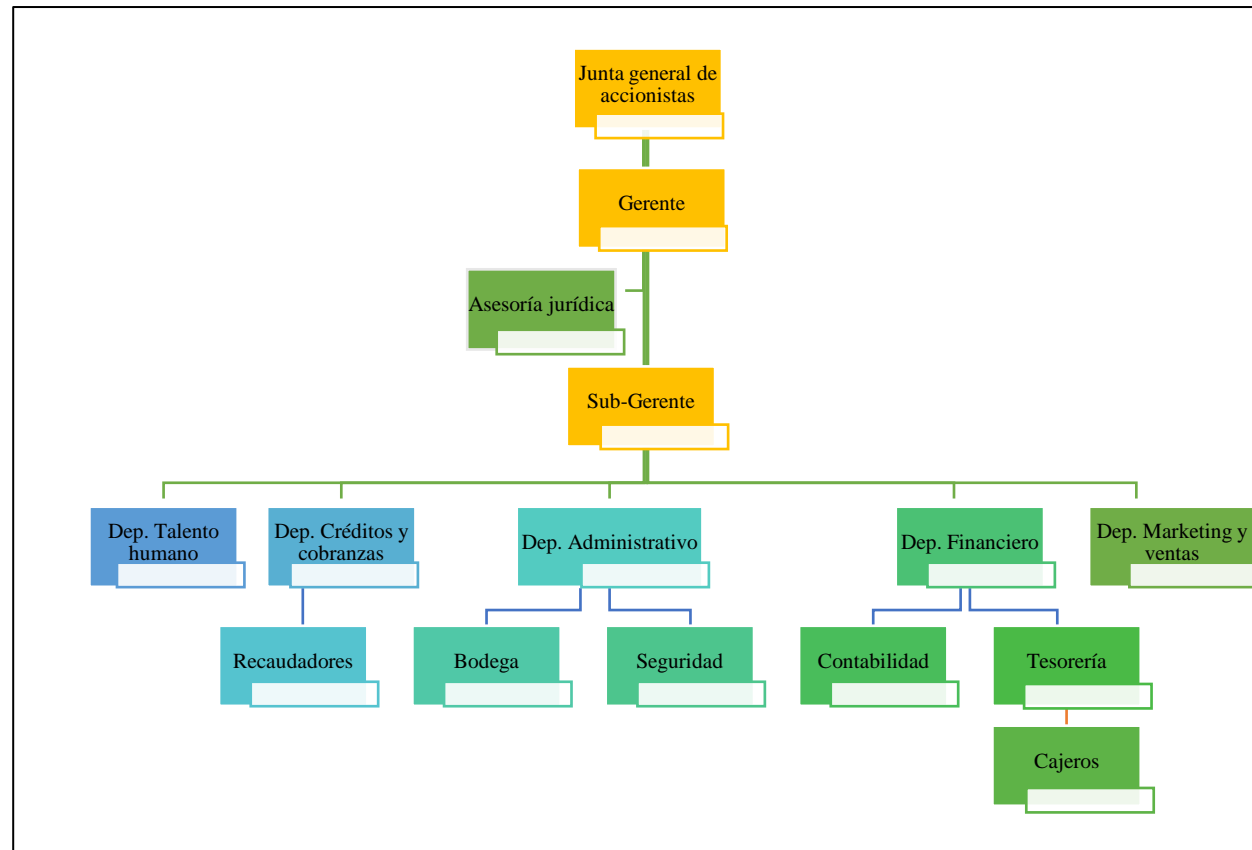 Junta general de
accionistas
Gerente
Asesoría jurídica
Sub-Gerente
Dep. Talento
humano
Dep. Créditos y
cobranzas
Dep. Administrativo
Dep. Financiero
Dep. Marketing y
ventas
Recaudadores
Bodega
Seguridad
Contabilidad
Tesorería
Cajeros